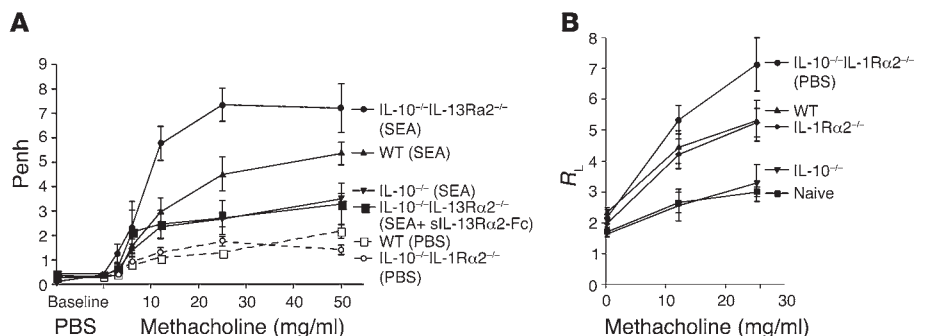 A
Penh
9
8
7
6
5
4
3
2
1
0
Baseline
10
20
30
40
50
PBS
Methacholine (mg/ml)
IL-10⁻/⁻IL-13Ra2⁻/⁻
(SEA)
WT (SEA)
IL-10⁻/⁻ (SEA)
IL-10⁻/⁻IL-13Rα2⁻/⁻
(SEA+ sIL-13Rα2-Fc)
WT (PBS)
IL-10⁻/⁻IL-1Rα2⁻/⁻
(PBS)
B
RL
8
7
6
5
4
3
2
1
0
0
10
20
30
Methacholine (mg/ml)
IL-10⁻/⁻IL-1Rα2⁻/⁻
(PBS)
WT
IL-1Rα2⁻/⁻
IL-10⁻/⁻
Naive